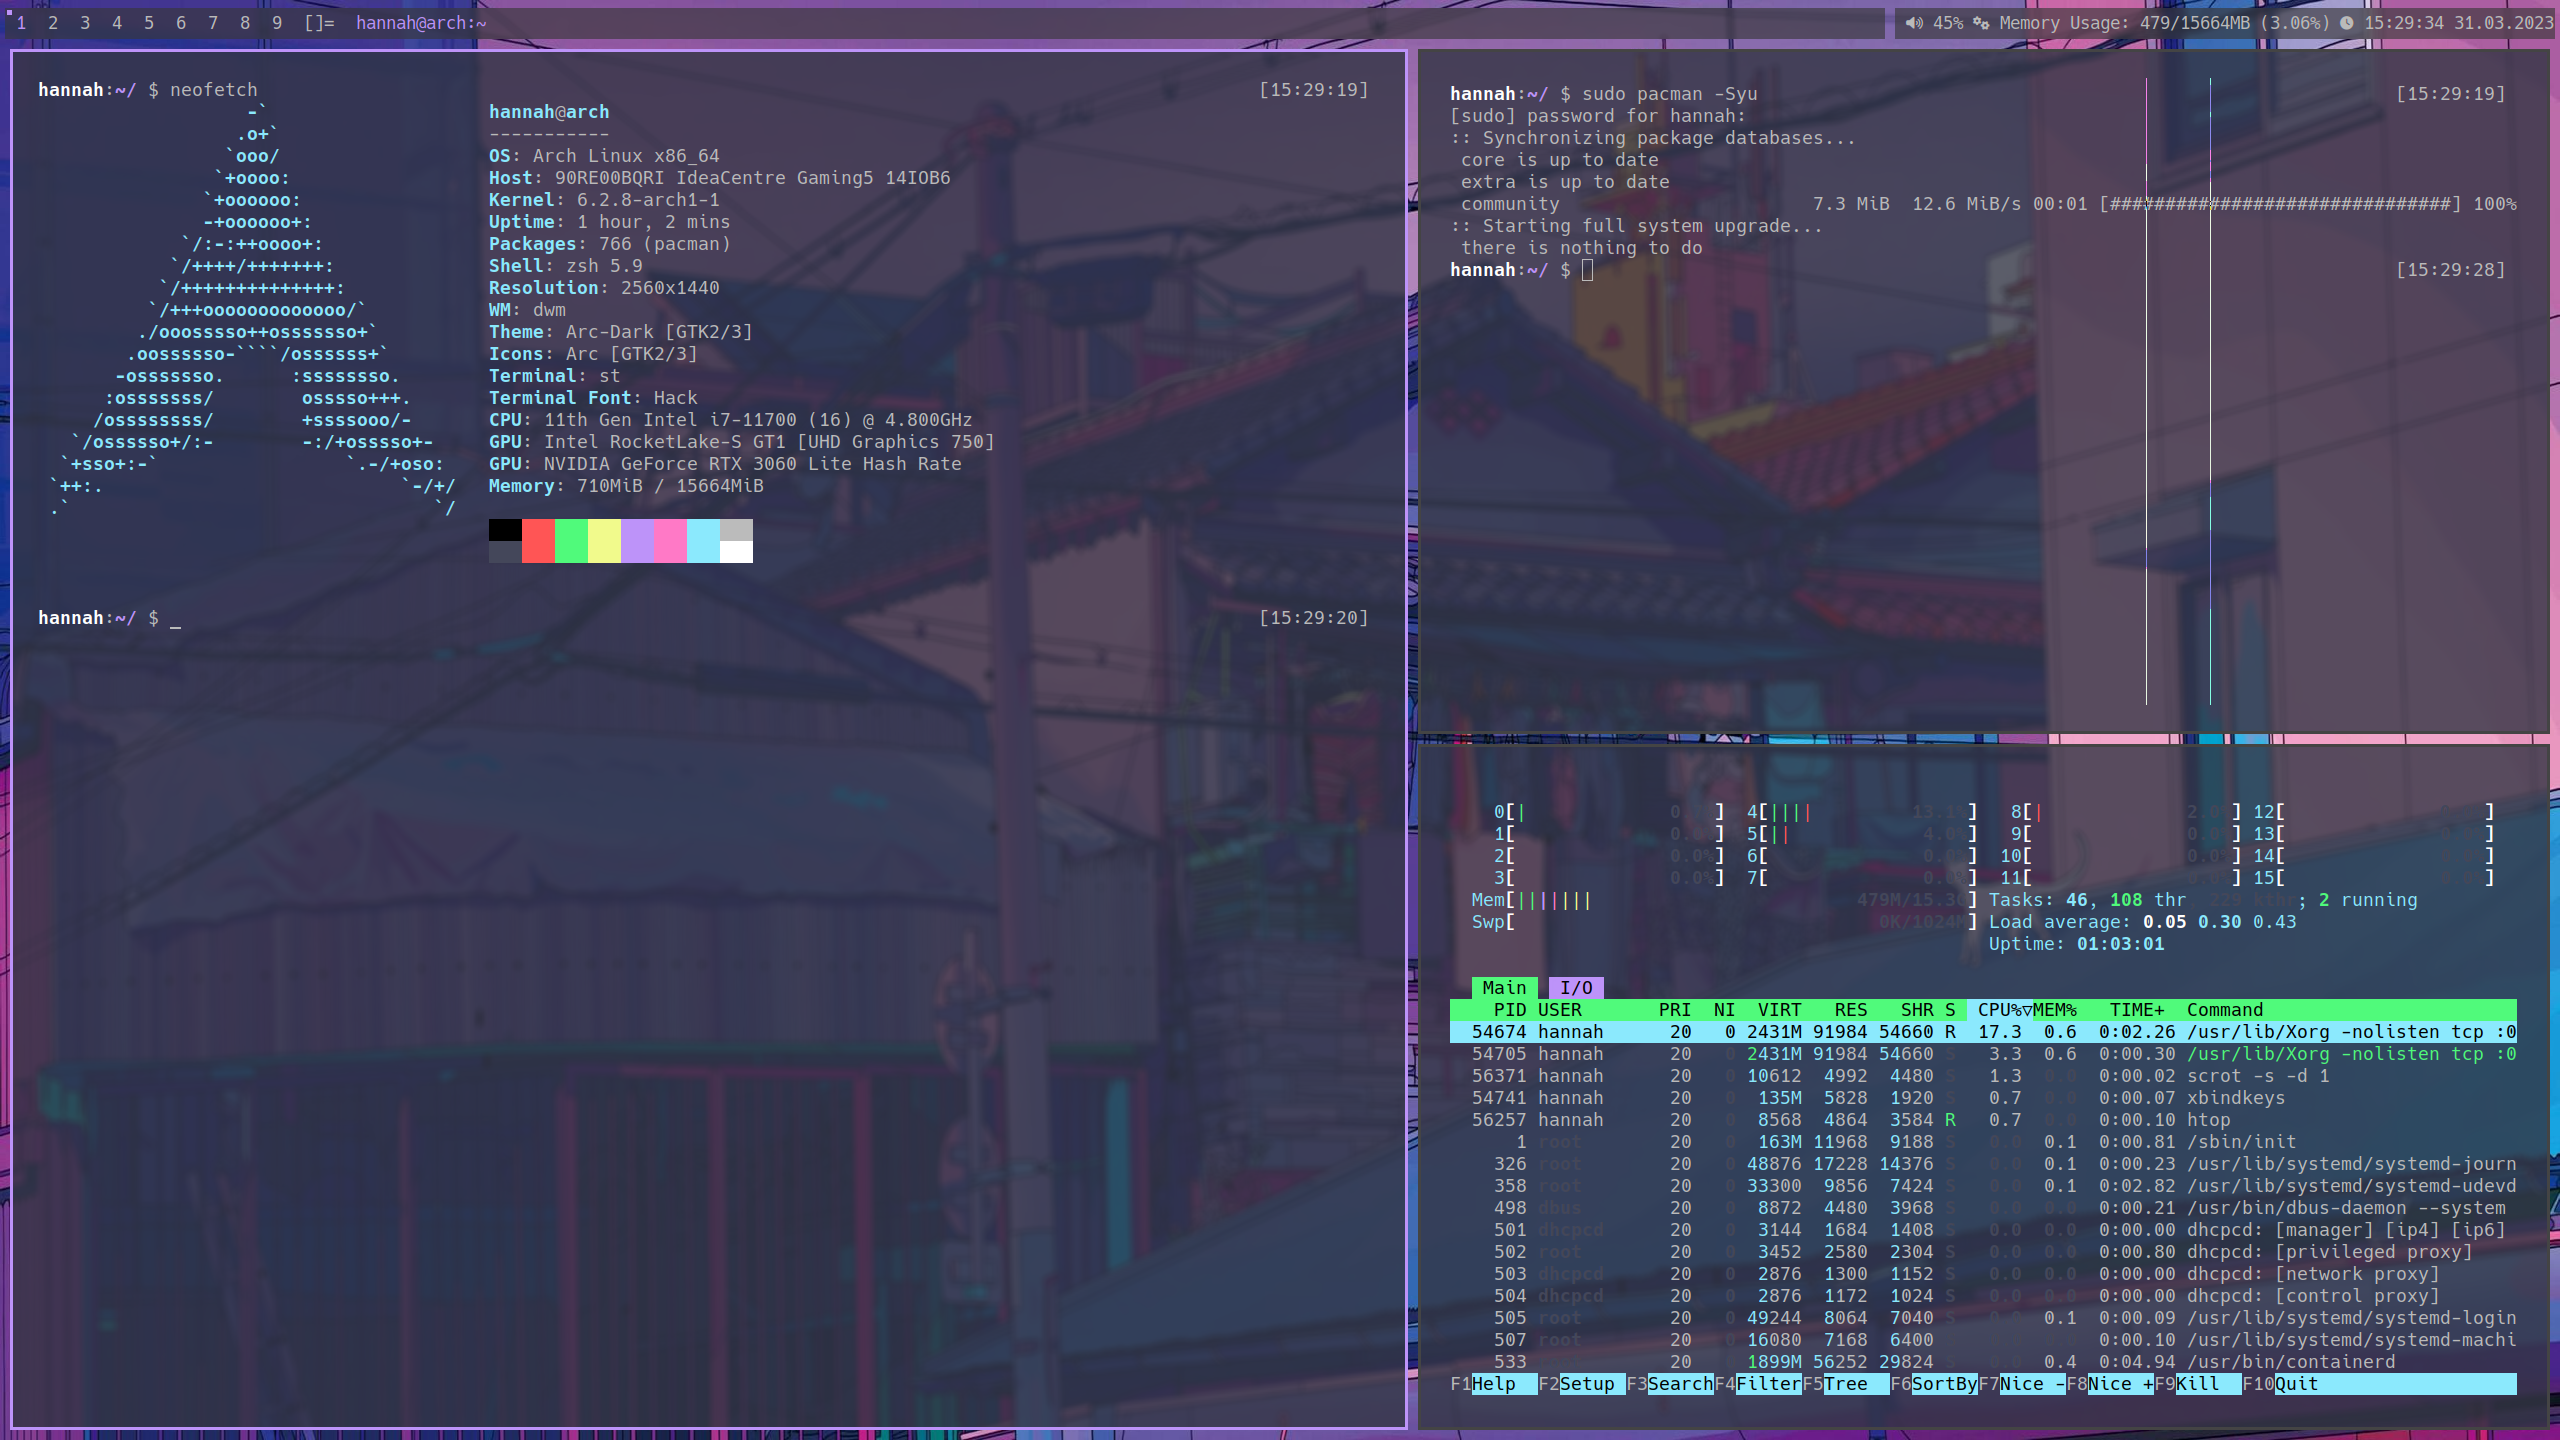 1 2 3 4 5 6 7 8 9 []= hannah@arch:~
45% Memory Usage: 479/15664MB (3.06%) 15:29:34 31.03.2023
hannah:~/ $ neofetch [15:29:19]
-`
.o+` hannah@arch
`ooo/ -----------
`+oooo: OS: Arch Linux x86_64
`+oooooo: Host: 90RE00BQRI IdeaCentre Gaming5 14IOB6
-+oooooo+: Kernel: 6.2.8-arch1-1
`/:-:++oooo+: Uptime: 1 hour, 2 mins
`/++++/+++++++: Packages: 766 (pacman)
`/++++++++++++++: Shell: zsh 5.9
`/+++ooooooooooooo/` Resolution: 2560x1440
./ooosssso++osssssso+` WM: dwm
.oossssso-````/ossssss+` Theme: Arc-Dark [GTK2/3]
-osssssso. :ssssssso. Icons: Arc [GTK2/3]
:osssssss/ osssso+++. Terminal: st
/ossssssss/ +ssssooo/- Terminal Font: Hack
`/ossssso+/:- -:/+osssso+- CPU: 11th Gen Intel i7-11700 (16) @ 4.800GHz
`+sso+:-` `.-/+oso: GPU: Intel RocketLake-S GT1 [UHD Graphics 750]
`++:. `-/+/ GPU: NVIDIA GeForce RTX 3060 Lite Hash Rate
.` `/ Memory: 710MiB / 15664MiB
hannah:~/ $ _ [15:29:20]
hannah:~/ $ sudo pacman -Syu [15:29:19]
[sudo] password for hannah:
:: Synchronizing package databases...
core is up to date
extra is up to date
community 7.3 MiB 12.6 MiB/s 00:01 [###############################] 100%
:: Starting full system upgrade...
there is nothing to do
hannah:~/ $ [15:29:28]
0[| ] 4[|||| 13.1%] 8[| ] 12[ ]
1[ ] 5[|| ] 9[ ] 13[ ]
2[ 0.0%] 6[ ] 10[ ] 14[ ]
3[ 0.0%] 7[ ] 11[ ] 15[ ]
Mem[||||||| 479M/15.3G] Tasks: 46, 108 thr, ; 2 running
Swp[ 0K/1024M] Load average: 0.05 0.30 0.43
Uptime: 01:03:01
Main I/O
PID USER PRI NI VIRT RES SHR S CPU%▽MEM% TIME+ Command
54674 hannah 20 0 2431M 91984 54660 R 17.3 0.6 0:02.26 /usr/lib/Xorg -nolisten tcp :0
54705 hannah 20 0 2431M 91984 54660 S 3.3 0.6 0:00.30 /usr/lib/Xorg -nolisten tcp :0
56371 hannah 20 0 10612 4992 4480 S 1.3 0.0 0:00.02 scrot -s -d 1
54741 hannah 20 0 135M 5828 1920 S 0.7 0.0 0:00.07 xbindkeys
56257 hannah 20 0 8568 4864 3584 R 0.7 0.0 0:00.10 htop
1 root 20 0 163M 11968 9188 S 0.0 0.1 0:00.81 /sbin/init
326 root 20 0 48876 17228 14376 S 0.0 0.1 0:00.23 /usr/lib/systemd/systemd-journ
358 root 20 0 33300 9856 7424 S 0.0 0.1 0:02.82 /usr/lib/systemd/systemd-udevd
498 dbus 20 0 8872 4480 3968 S 0.0 0.0 0:00.21 /usr/bin/dbus-daemon --system
501 dhcpcd 20 0 3144 1684 1408 S 0.0 0.0 0:00.00 dhcpcd: [manager] [ip4] [ip6]
502 root 20 0 3452 2580 2304 S 0.0 0.0 0:00.80 dhcpcd: [privileged proxy]
503 dhcpcd 20 0 2876 1300 1152 S 0.0 0.0 0:00.00 dhcpcd: [network proxy]
504 dhcpcd 20 0 2876 1172 1024 S 0.0 0.0 0:00.00 dhcpcd: [control proxy]
505 root 20 0 49244 8064 7040 S 0.0 0.1 0:00.09 /usr/lib/systemd/systemd-login
507 root 20 0 16080 7168 6400 0:00.10 /usr/lib/systemd/systemd-machi
533 20 1899M 56252 29824 S 0.4 0:04.94 /usr/bin/containerd
F1Help F2Setup F3SearchF4FilterF5Tree F6SortByF7Nice -F8Nice +F9Kill F10Quit